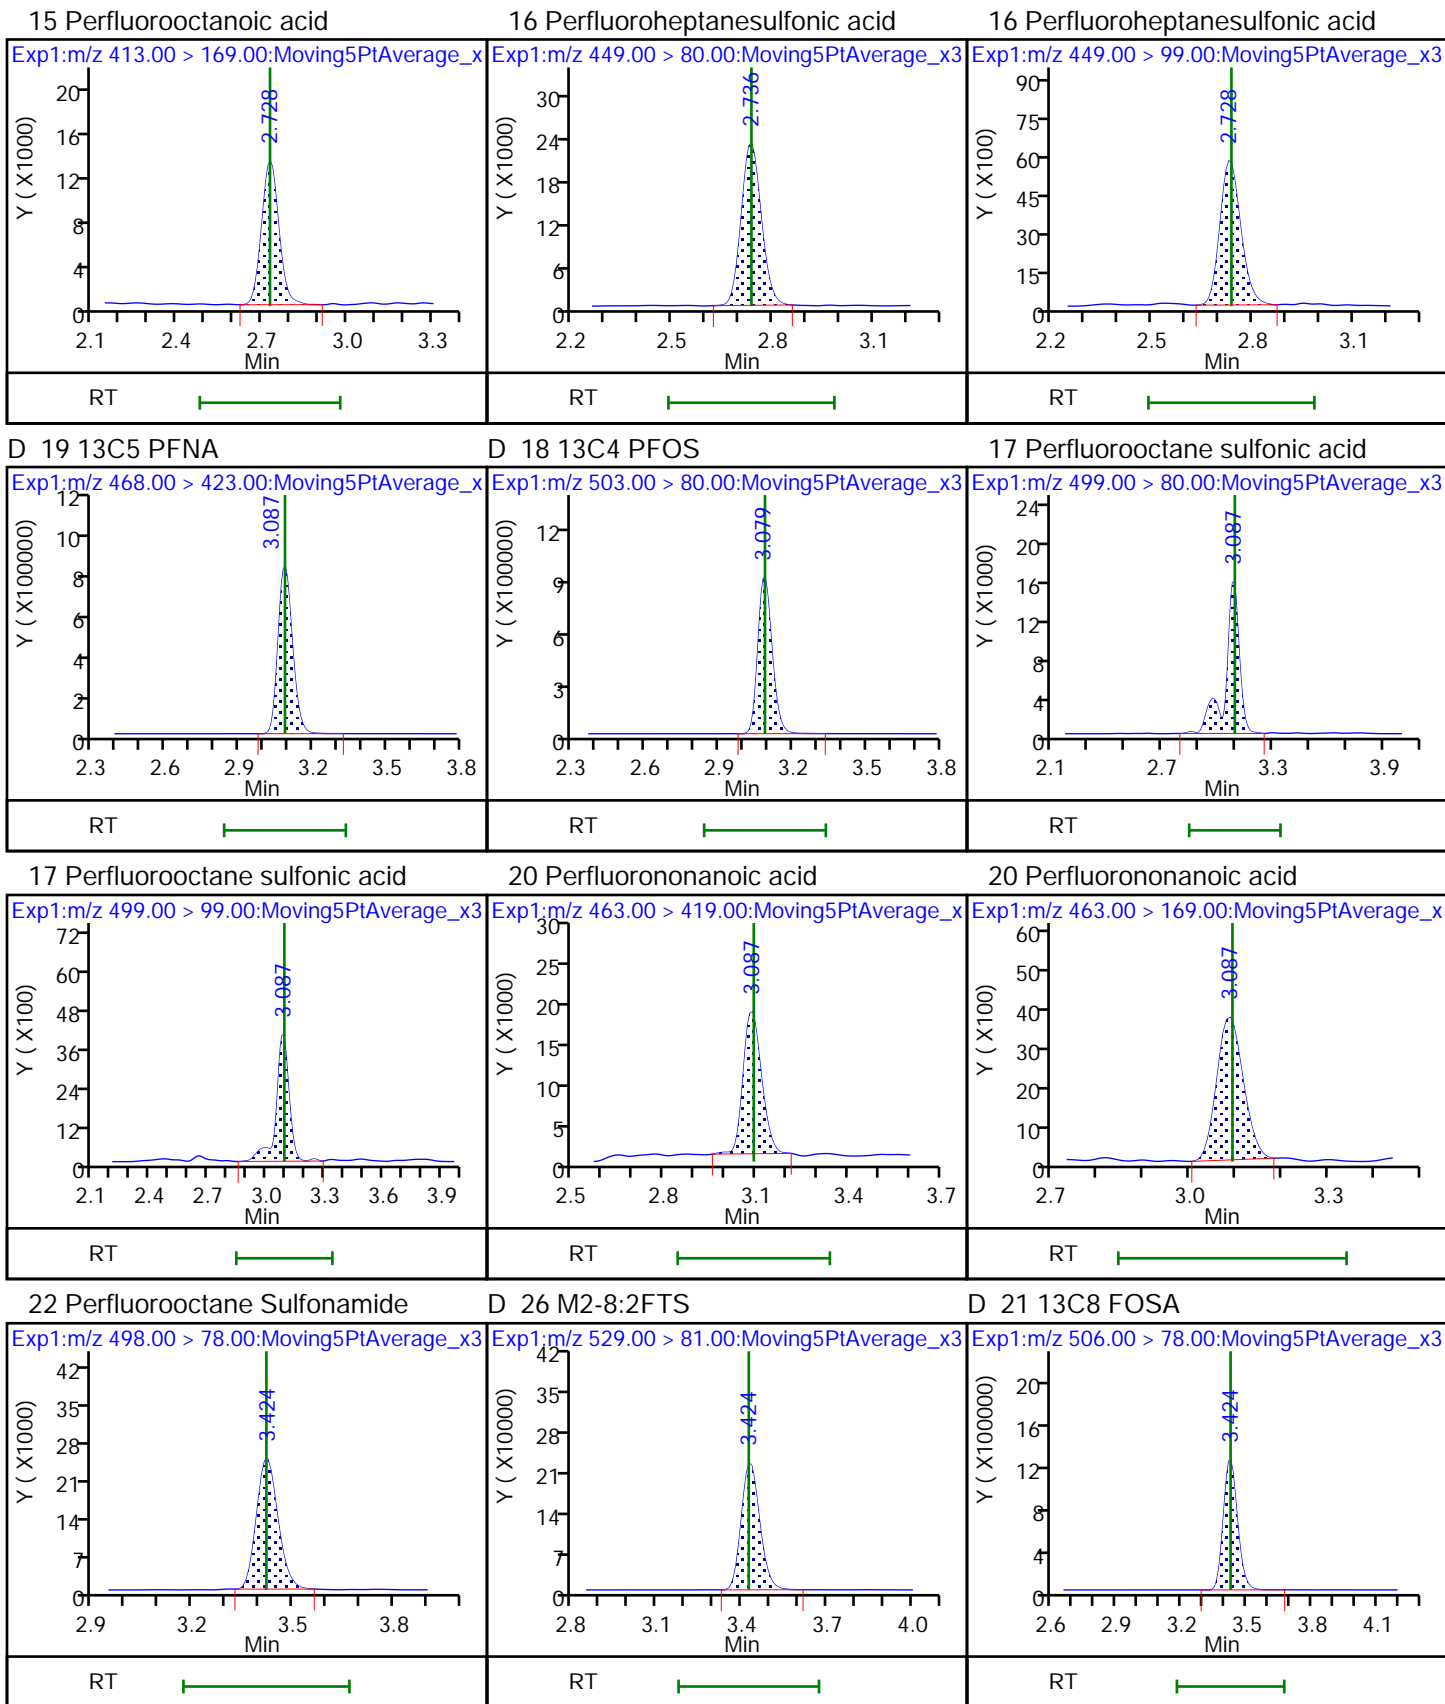 15 Perfluorooctanoic acid
Exp1:m/z 413.00 > 169.00:Moving5PtAverage_x
Y ( X1000)
20
16
12
8
4
0
2.728
2.1 2.4 2.7 3.0 3.3
Min
RT
16 Perfluoroheptanesulfonic acid
Exp1:m/z 449.00 > 80.00:Moving5PtAverage_x3
Y ( X1000)
30
24
18
12
6
0
2.736
2.2 2.5 2.8 3.1
Min
RT
16 Perfluoroheptanesulfonic acid
Exp1:m/z 449.00 > 99.00:Moving5PtAverage_x3
Y ( X100)
90
75
60
45
30
15
0
2.728
2.2 2.5 2.8 3.1
Min
RT
D 19 13C5 PFNA
Exp1:m/z 468.00 > 423.00:Moving5PtAverage_x
Y ( X100000)
12
10
8
6
4
2
0
3.087
2.3 2.6 2.9 3.2 3.5 3.8
Min
RT
D 18 13C4 PFOS
Exp1:m/z 503.00 > 80.00:Moving5PtAverage_x3
Y ( X100000)
12
9
6
3
0
3.079
2.3 2.6 2.9 3.2 3.5 3.8
Min
RT
17 Perfluorooctane sulfonic acid
Exp1:m/z 499.00 > 80.00:Moving5PtAverage_x3
Y ( X1000)
24
20
16
12
8
4
0
3.087
2.1 2.7 3.3 3.9
Min
RT
17 Perfluorooctane sulfonic acid
Exp1:m/z 499.00 > 99.00:Moving5PtAverage_x3
Y ( X100)
72
60
48
36
24
12
0
3.087
2.1 2.4 2.7 3.0 3.3 3.6 3.9
Min
RT
20 Perfluorononanoic acid
Exp1:m/z 463.00 > 419.00:Moving5PtAverage_x
Y ( X1000)
30
25
20
15
10
5
0
3.087
2.5 2.8 3.1 3.4 3.7
Min
RT
20 Perfluorononanoic acid
Exp1:m/z 463.00 > 169.00:Moving5PtAverage_x
Y ( X100)
60
50
40
30
20
10
0
3.087
2.7 3.0 3.3
Min
RT
22 Perfluorooctane Sulfonamide
Exp1:m/z 498.00 > 78.00:Moving5PtAverage_x3
Y ( X1000)
42
35
28
21
14
7
0
3.424
2.9 3.2 3.5 3.8
Min
RT
D 26 M2-8:2FTS
Exp1:m/z 529.00 > 81.00:Moving5PtAverage_x3
Y ( X10000)
42
35
28
21
14
7
0
3.424
2.8 3.1 3.4 3.7 4.0
Min
RT
D 21 13C8 FOSA
Exp1:m/z 506.00 > 78.00:Moving5PtAverage_x3
Y ( X100000)
20
16
12
8
4
0
3.424
2.6 2.9 3.2 3.5 3.8 4.1
Min
RT